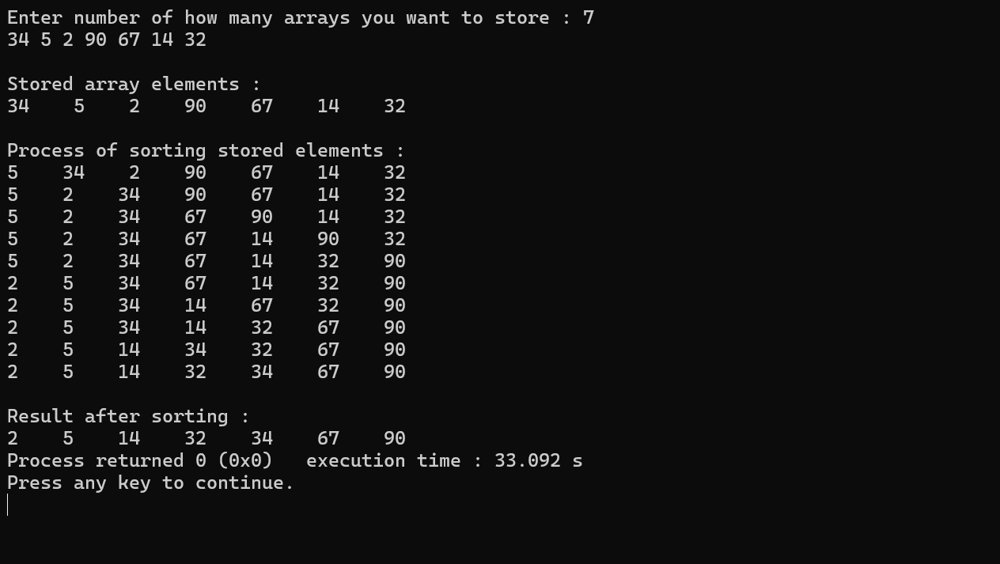 Enter number of how many arrays you want to store : 7
34 5 2 90 67 14 32
Stored array elements :
34    5    2    90    67    14    32
Process of sorting stored elements :
5    34    2    90    67    14    32
5    2    34    90    67    14    32
5    2    34    67    90    14    32
5    2    34    67    14    90    32
5    2    34    67    14    32    90
2    5    34    67    14    32    90
2    5    34    14    67    32    90
2    5    34    14    32    67    90
2    5    14    34    32    67    90
2    5    14    32    34    67    90
Result after sorting :
2    5    14    32    34    67    90
Process returned 0 (0x0)   execution time : 33.092 s
Press any key to continue.